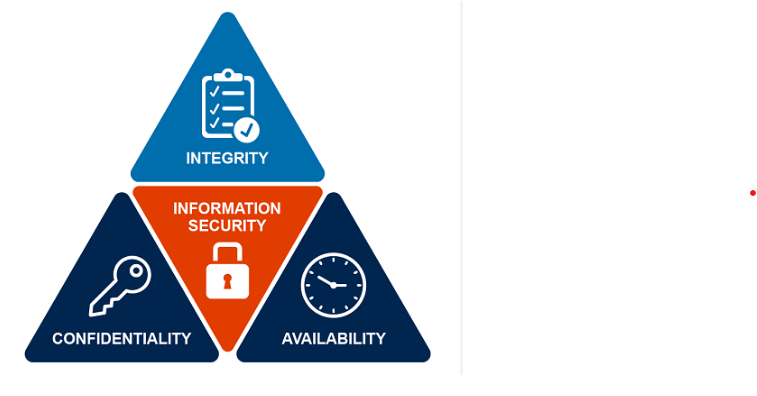 INTEGRITY
INFORMATION
SECURITY
CONFIDENTIALITY
AVAILABILITY